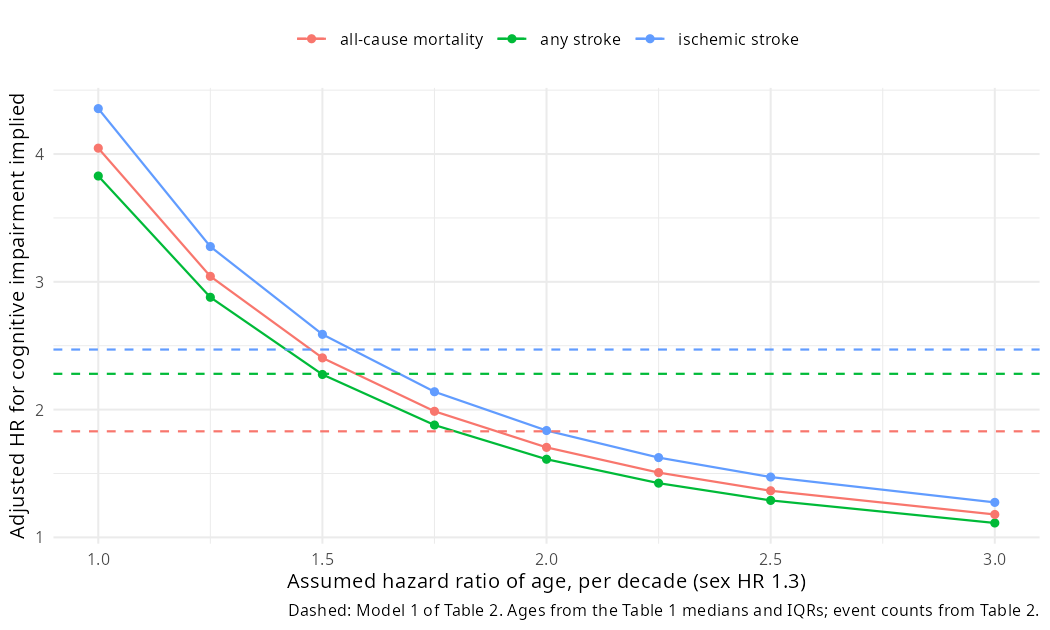 all-cause mortality any stroke ischemic stroke
Adjusted HR for cognitive impairment implied
4
3
2
1
1.0 1.5 2.0 2.5 3.0
Assumed hazard ratio of age, per decade (sex HR 1.3)
Dashed: Model 1 of Table 2. Ages from the Table 1 medians and IQRs; event counts from Table 2.